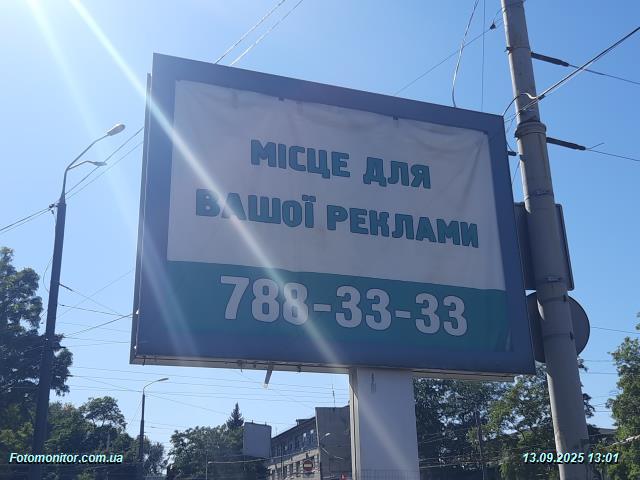 МІСЦЕ ДЛЯ
ВАШОЇ РЕКЛАМИ
788-33-33
Fotomonitor.com.ua
13.09.2025 13:01